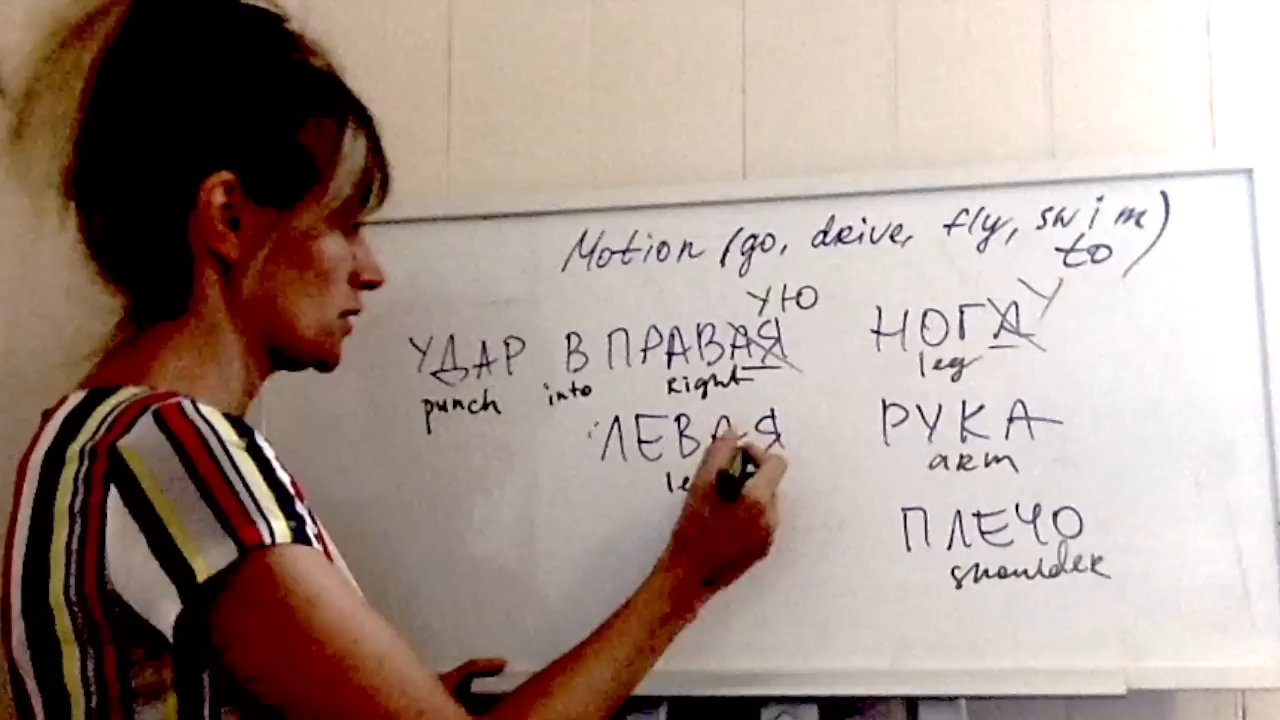 Motion (go, drive, fly, swim)
to
УЮ У
УДАР В ПРАВАЯ НОГА
punch into right leg
ЛЕВАЯ РУКА
arm
ПЛЕЧО
shoulder